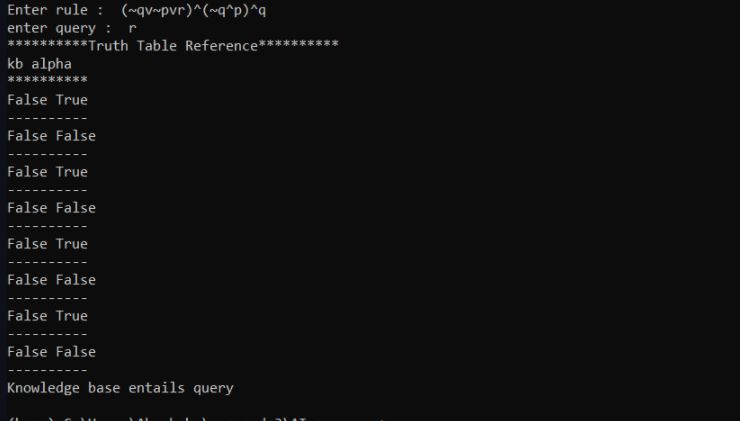 Enter rule :  (~qv~pvr)^(~q^p)^q
enter query :  r
**********Truth Table Reference**********
kb alpha
**********
False True
----------
False False
----------
False True
----------
False False
----------
False True
----------
False False
----------
False True
----------
False False
----------
Knowledge base entails query